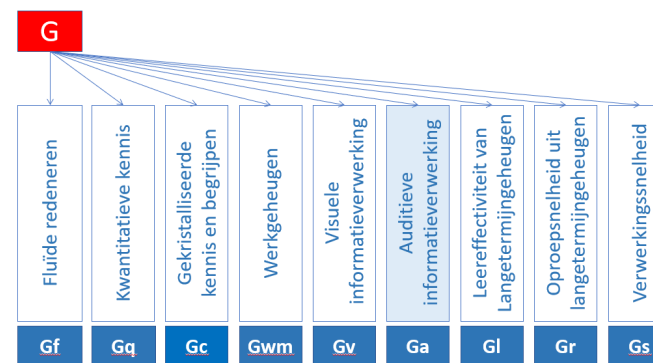 G
Fluïde redeneren
Kwantitatieve kennis
Gekristalliseerde
kennis en begrijpen
Werkgeheugen
Visuele
informatieverwerking
Auditieve
informatieverwerking
Leereffectiviteit van
Langetermijngeheugen
Oproepsnelheid uit
langetermijngeheugen
Verwerkingssnelheid
Gf
Gq
Gc
Gwm
Gv
Ga
Gl
Gr
Gs